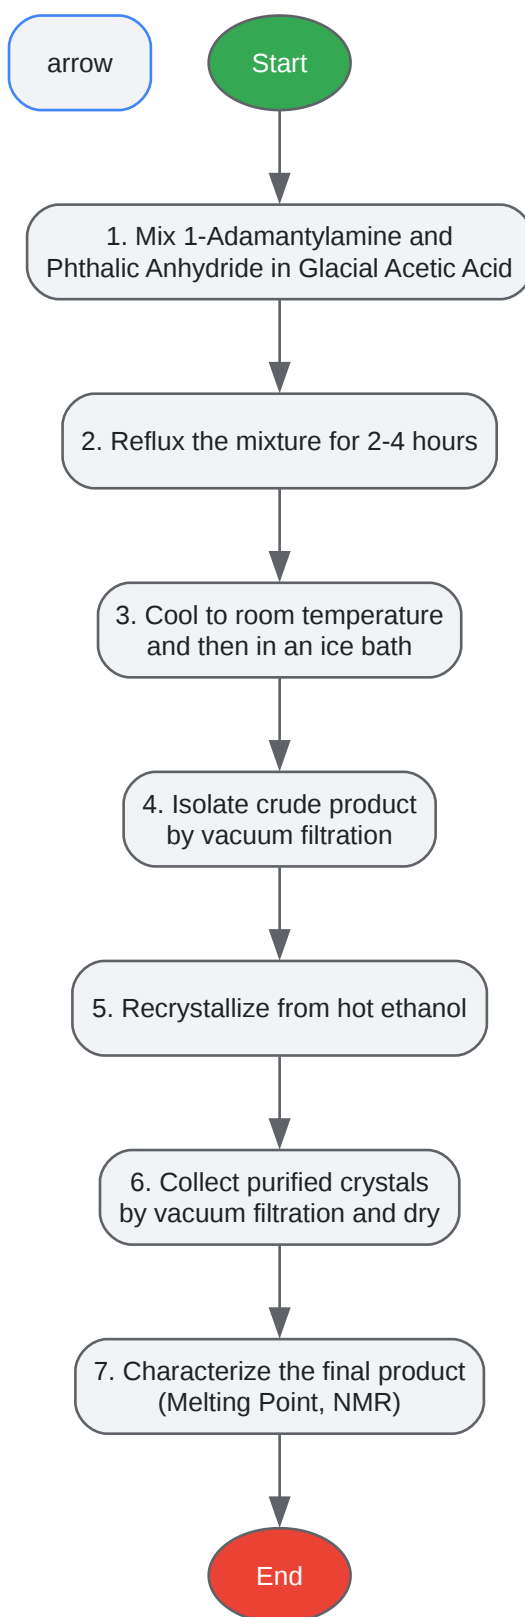 arrow
Start
1. Mix 1-Adamantylamine and
Phthalic Anhydride in Glacial Acetic Acid
2. Reflux the mixture for 2-4 hours
3. Cool to room temperature
and then in an ice bath
4. Isolate crude product
by vacuum filtration
5. Recrystallize from hot ethanol
6. Collect purified crystals
by vacuum filtration and dry
7. Characterize the final product
(Melting Point, NMR)
End